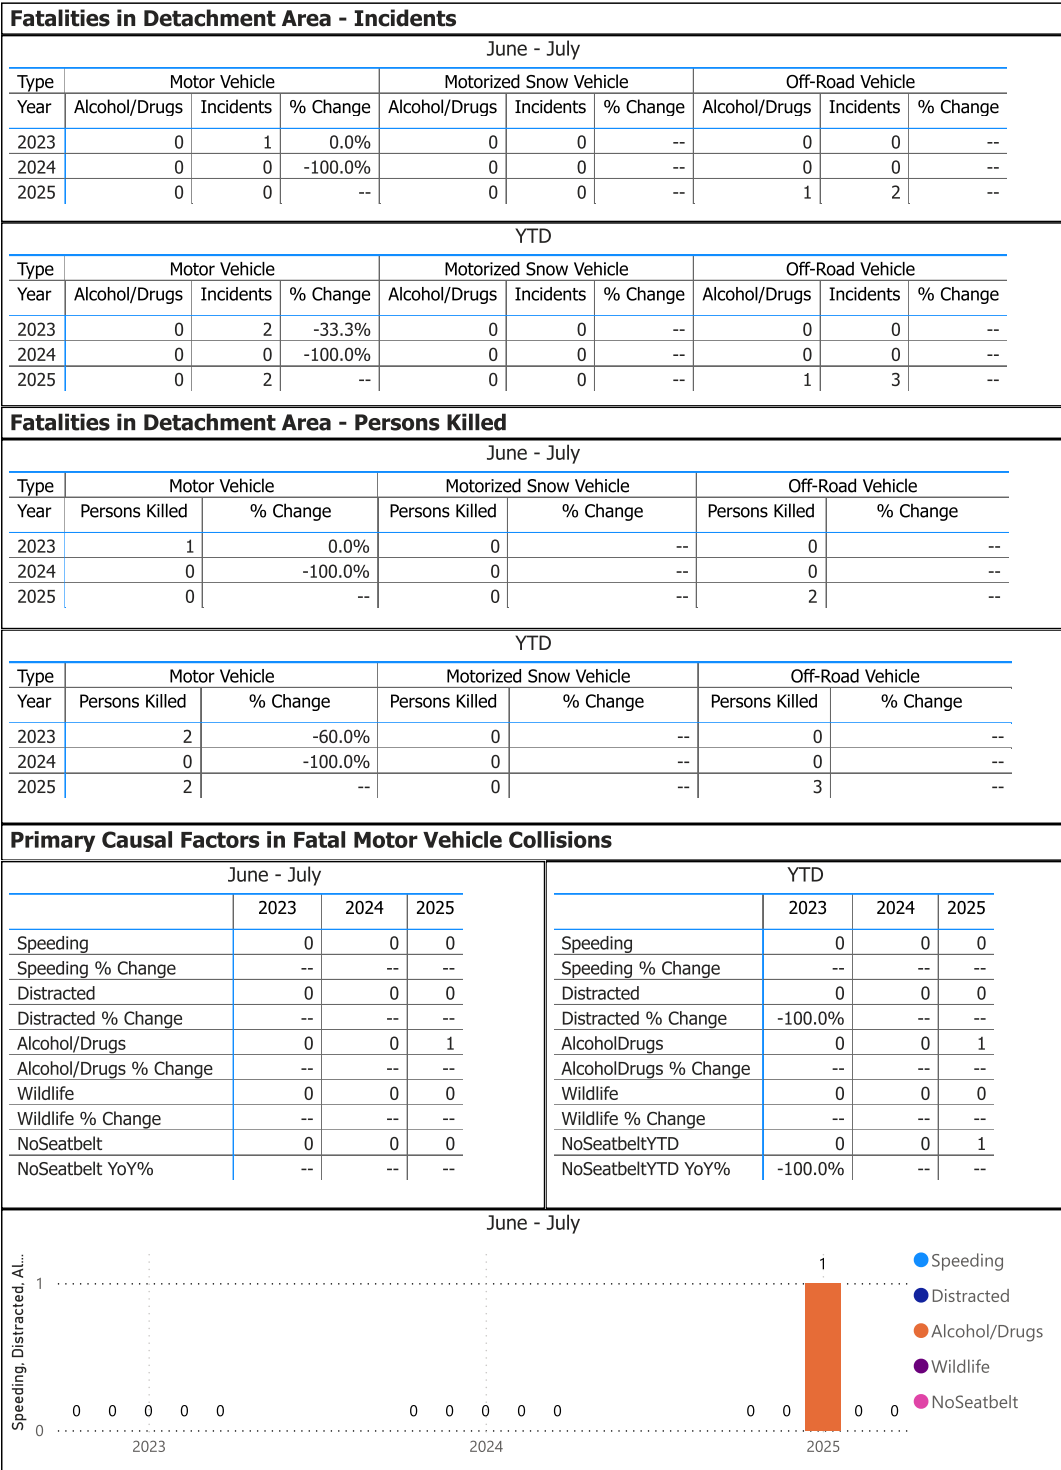 Fatalities in Detachment Area - Incidents
June - July
Type Motor Vehicle Motorized Snow Vehicle Off-Road Vehicle
Year Alcohol/Drugs Incidents % Change Alcohol/Drugs Incidents % Change Alcohol/Drugs Incidents % Change
2023 0 1 0.0% 0 0 -- 0 0 --
2024 0 0 -100.0% 0 0 -- 0 0 --
2025 0 0 -- 0 0 -- 1 2 --
YTD
Type Motor Vehicle Motorized Snow Vehicle Off-Road Vehicle
Year Alcohol/Drugs Incidents % Change Alcohol/Drugs Incidents % Change Alcohol/Drugs Incidents % Change
2023 0 2 -33.3% 0 0 -- 0 0 --
2024 0 0 -100.0% 0 0 -- 0 0 --
2025 0 2 -- 0 0 -- 1 3 --
Fatalities in Detachment Area - Persons Killed
June - July
Type Motor Vehicle Motorized Snow Vehicle Off-Road Vehicle
Year Persons Killed % Change Persons Killed % Change Persons Killed % Change
2023 1 0.0% 0 -- 0 --
2024 0 -100.0% 0 -- 0 --
2025 0 -- 0 -- 2 --
YTD
Type Motor Vehicle Motorized Snow Vehicle Off-Road Vehicle
Year Persons Killed % Change Persons Killed % Change Persons Killed % Change
2023 2 -60.0% 0 -- 0 --
2024 0 -100.0% 0 -- 0 --
2025 2 -- 0 -- 3 --
Primary Causal Factors in Fatal Motor Vehicle Collisions
June - July
2023 2024 2025
Speeding 0 0 0
Speeding % Change -- -- --
Distracted 0 0 0
Distracted % Change -- -- --
Alcohol/Drugs 0 0 1
Alcohol/Drugs % Change -- -- --
Wildlife 0 0 0
Wildlife % Change -- -- --
NoSeatbelt 0 0 0
NoSeatbelt YoY% -- -- --
YTD
2023 2024 2025
Speeding 0 0 0
Speeding % Change -- -- --
Distracted 0 0 0
Distracted % Change -100.0% -- --
AlcoholDrugs 0 0 1
AlcoholDrugs % Change -- -- --
Wildlife 0 0 0
Wildlife % Change -- -- --
NoSeatbeltYTD 0 0 1
NoSeatbeltYTD YoY% -100.0% -- --
June - July
Speeding, Distracted, Al...
1
0
0 0 0 0 0
0 0 0 0 0
0 0 1 0 0
2023 2024 2025
Speeding
Distracted
Alcohol/Drugs
Wildlife
NoSeatbelt